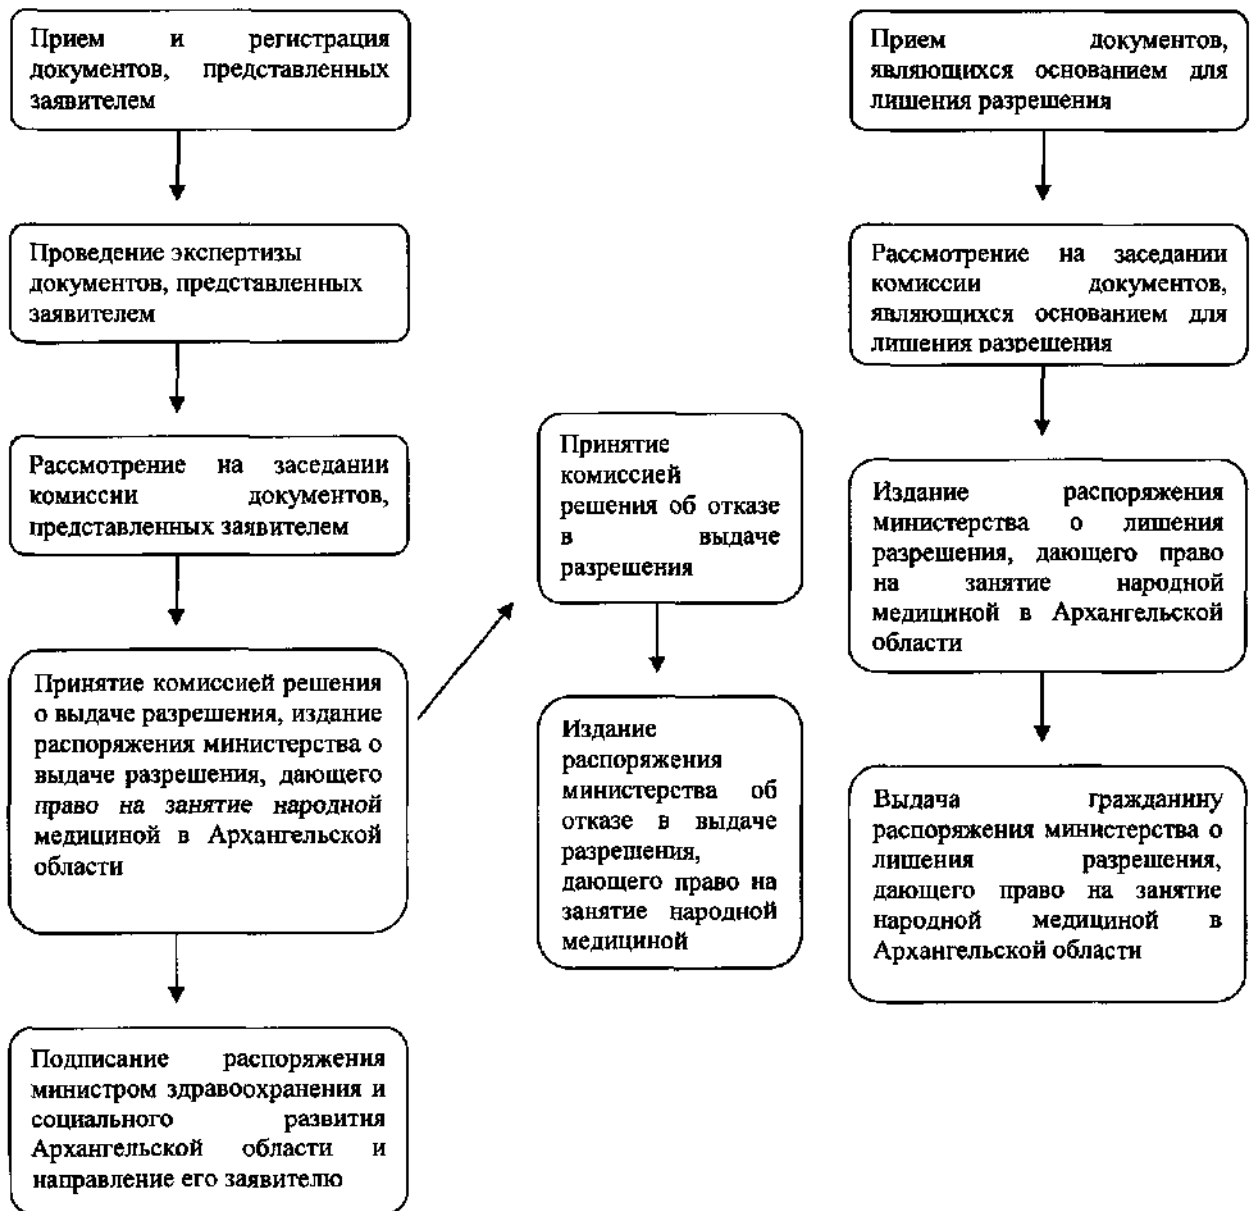 Прием и регистрация
документов, представленных
заявителем
Проведение экспертизы
документов, представленных
заявителем
Рассмотрение на заседании
комиссии документов,
представленных заявителем
Принятие комиссией решения
о выдаче разрешения, издание
распоряжения министерства о
выдаче разрешения, дающего
право на занятие народной
медициной в Архангельской
области
Подписание распоряжения
министром здравоохранения и
социального развития
Архангельской области и
направление его заявителю
Принятие
комиссией
решения об отказе
в выдаче
разрешения
Издание
распоряжения
министерства об
отказе в выдаче
разрешения,
дающего право на
занятие народной
медициной
Прием документов,
являющихся основанием для
лишения разрешения
Рассмотрение на заседании
комиссии документов,
являющихся основанием для
лишения разрешения
Издание распоряжения
министерства о лишения
разрешения, дающего право
на занятие народной
медициной в Архангельской
области
Выдача гражданину
распоряжения министерства о
лишения разрешения,
дающего право на занятие
народной медициной в
Архангельской области